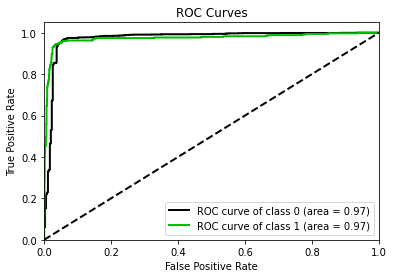 ROC Curves
True Positive Rate
1.0
0.8
0.6
0.4
0.2
0.0
ROC curve of class 0 (area = 0.97)
ROC curve of class 1 (area = 0.97)
0.0 0.2 0.4 0.6 0.8 1.0
False Positive Rate